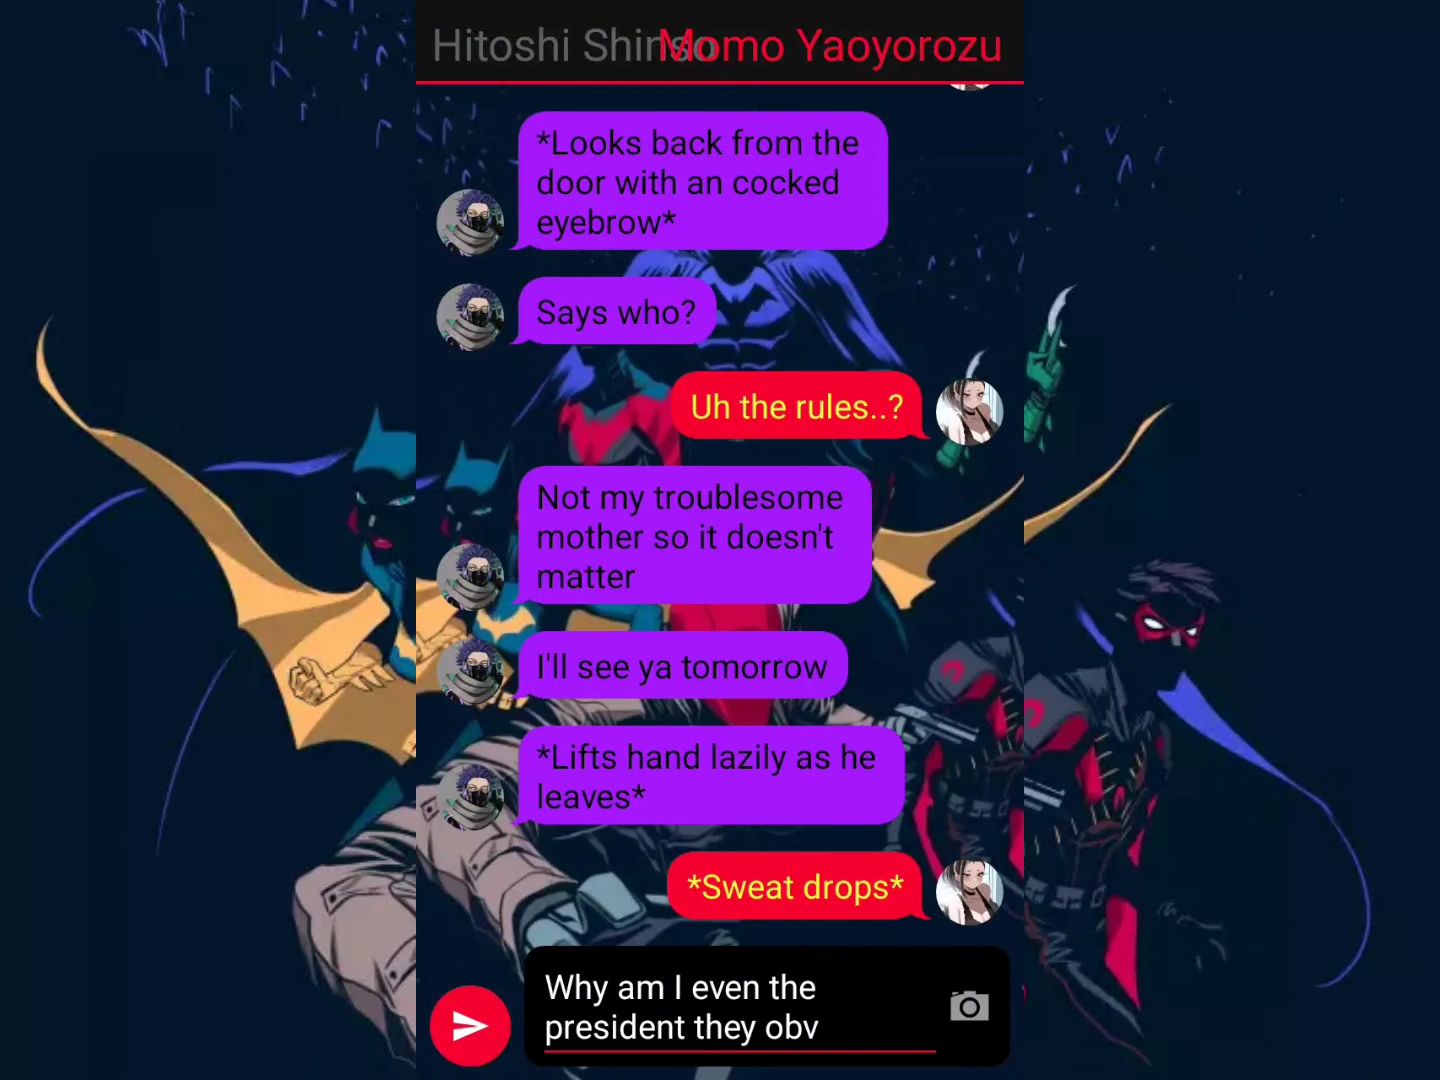 Hitoshi Shinso Momo Yaoyorozu
*Looks back from the
door with an cocked
eyebrow*
Says who?
Uh the rules..?
Not my troublesome
mother so it doesn't
matter
I'll see ya tomorrow
*Lifts hand lazily as he
leaves*
*Sweat drops*
Why am I even the
president they obv